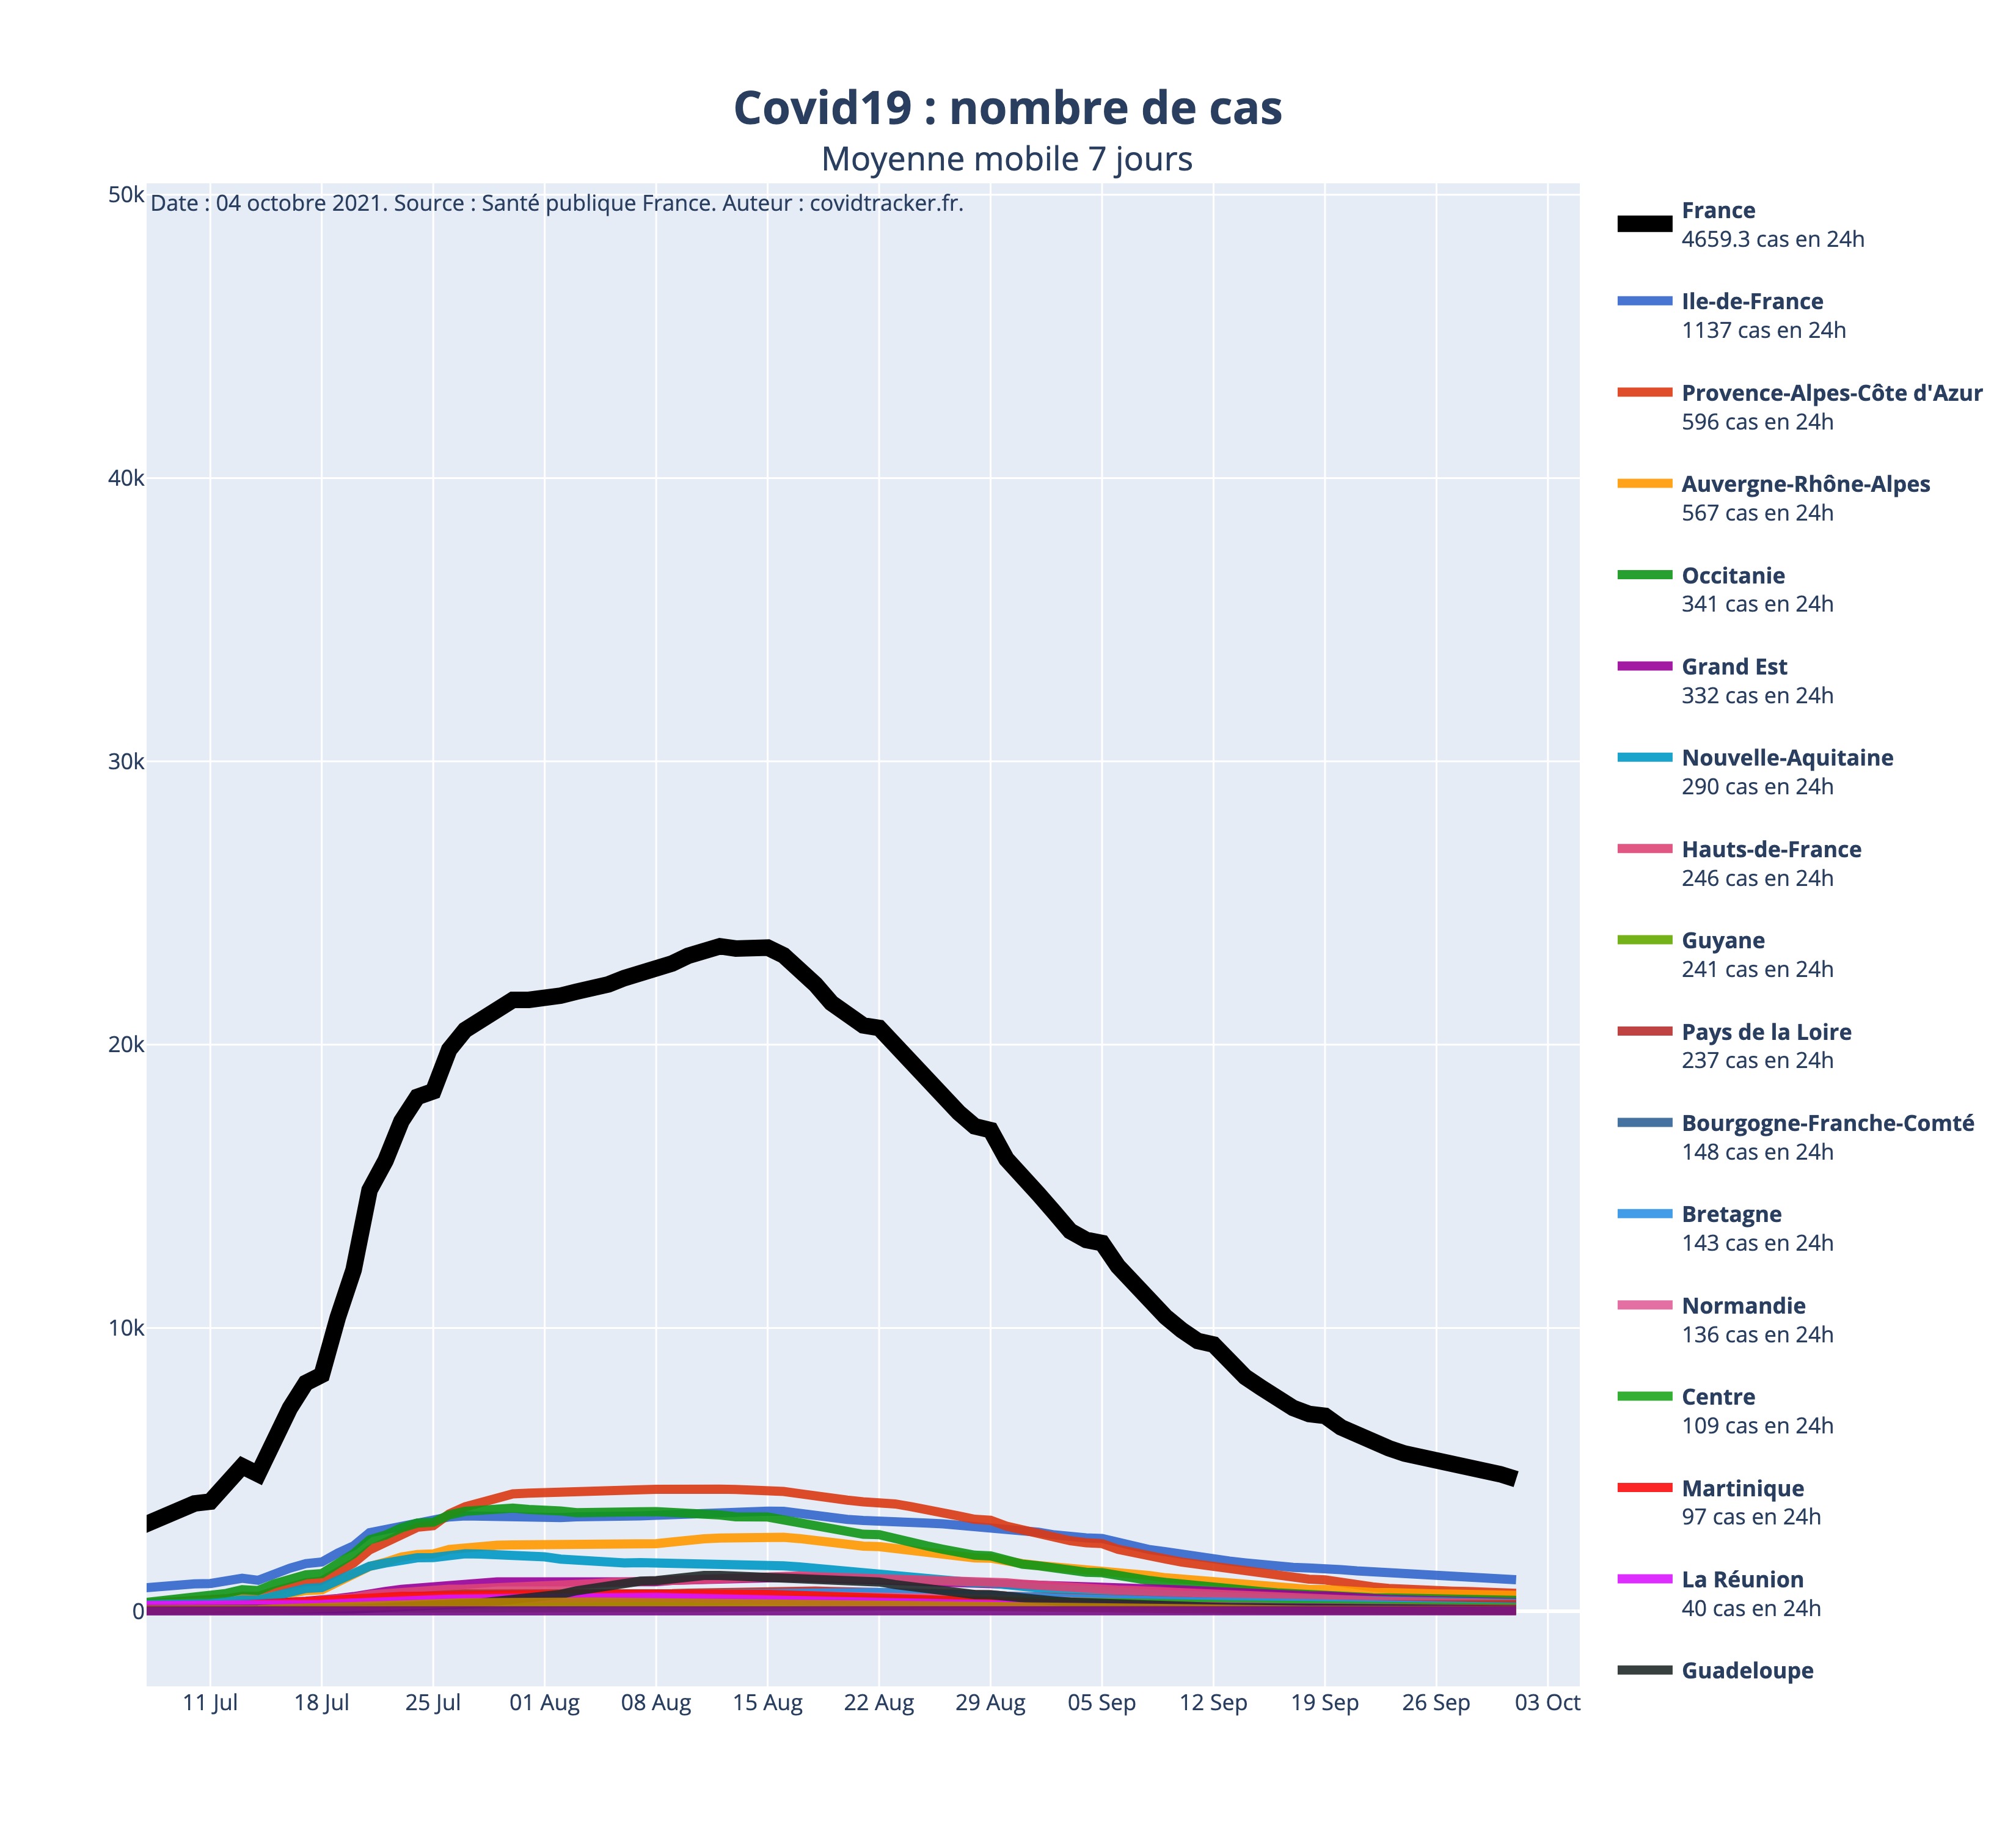 Covid19 : nombre de cas
Moyenne mobile 7 jours
Date : 04 octobre 2021. Source : Santé publique France. Auteur : covidtracker.fr.
50k
40k
30k
20k
10k
0
11 Jul
18 Jul
25 Jul
01 Aug
08 Aug
15 Aug
22 Aug
29 Aug
05 Sep
12 Sep
19 Sep
26 Sep
03 Oct
France
4659.3 cas en 24h
Ile-de-France
1137 cas en 24h
Provence-Alpes-Côte d'Azur
596 cas en 24h
Auvergne-Rhône-Alpes
567 cas en 24h
Occitanie
341 cas en 24h
Grand Est
332 cas en 24h
Nouvelle-Aquitaine
290 cas en 24h
Hauts-de-France
246 cas en 24h
Guyane
241 cas en 24h
Pays de la Loire
237 cas en 24h
Bourgogne-Franche-Comté
148 cas en 24h
Bretagne
143 cas en 24h
Normandie
136 cas en 24h
Centre
109 cas en 24h
Martinique
97 cas en 24h
La Réunion
40 cas en 24h
Guadeloupe